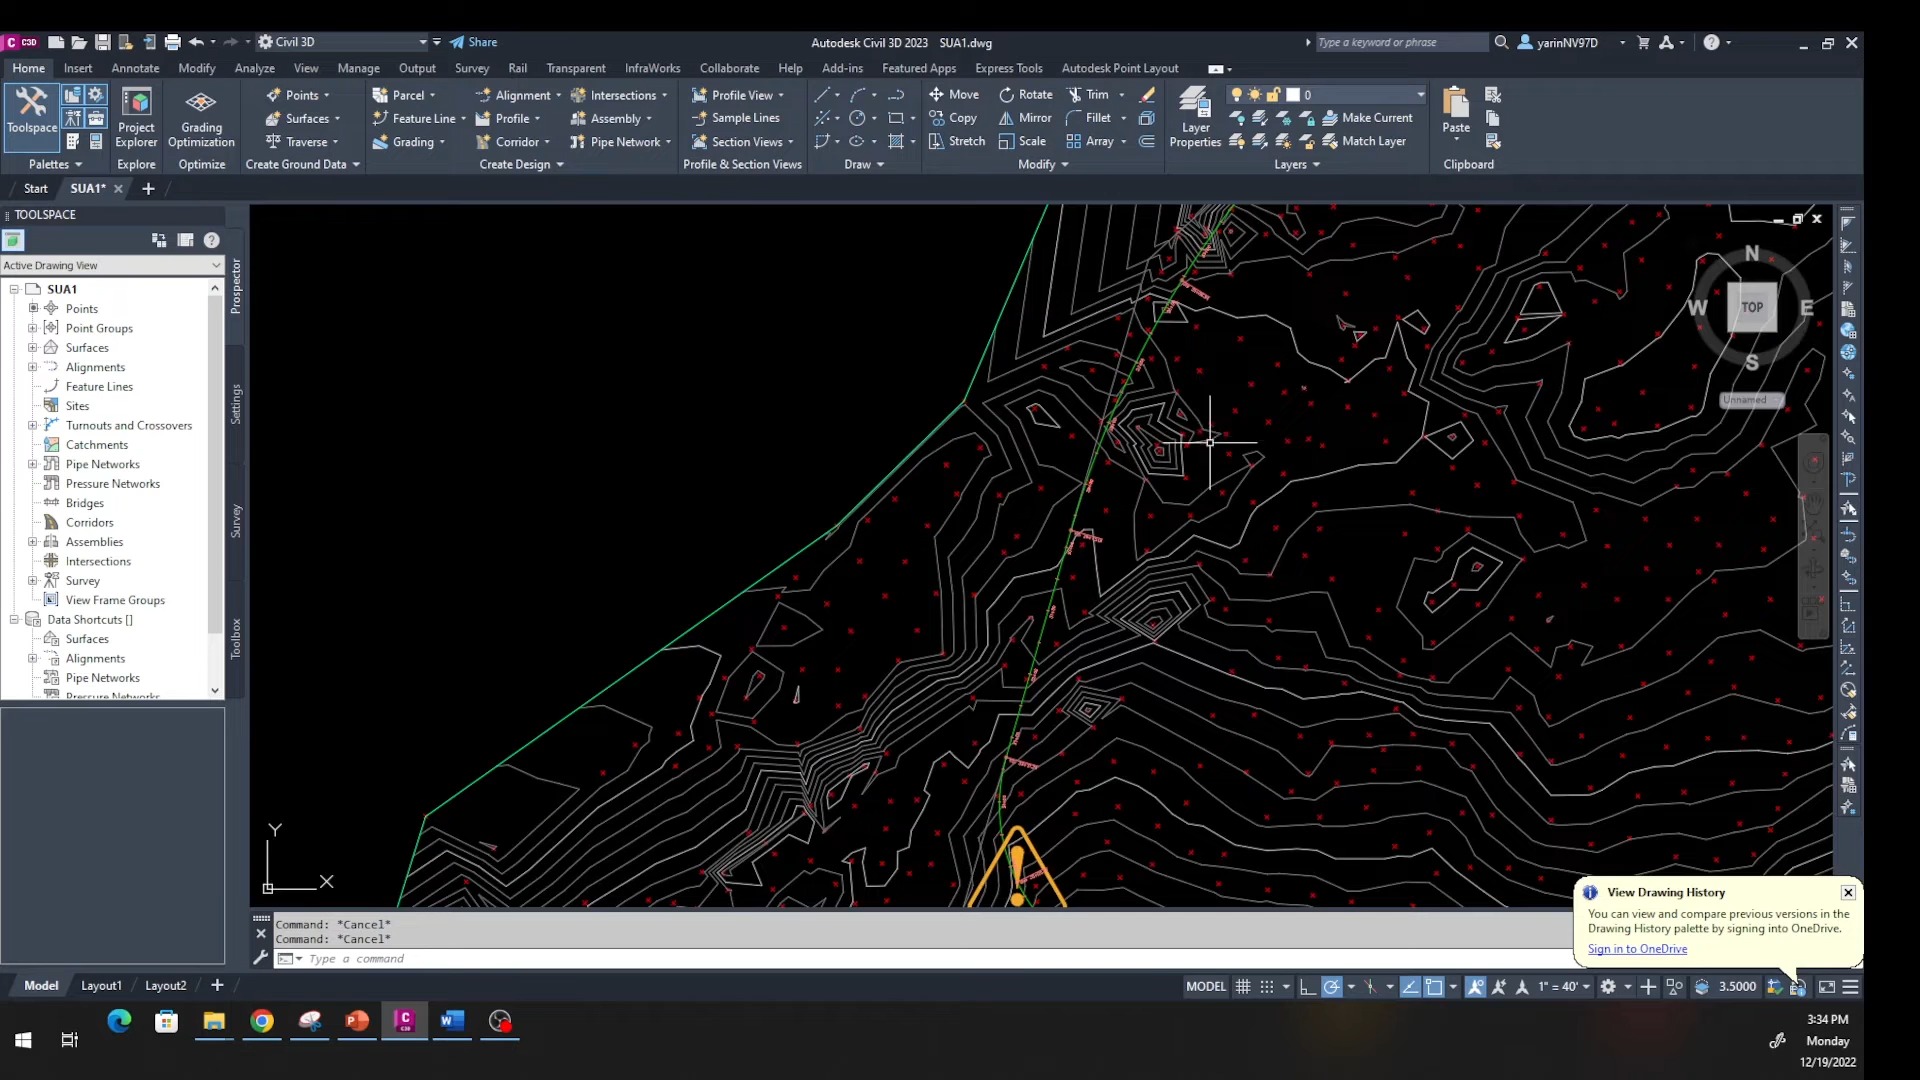 C3D
Civil 3D
Share
Autodesk Civil 3D 2023 SUA1.dwg
Type a keyword or phrase
yarinNV97D
Home Insert Annotate Modify Analyze View Manage Output Survey Rail Transparent InfraWorks Collaborate Help Add-ins Featured Apps Express Tools Autodesk Point Layout
Toolspace
Palettes
Project
Explorer
Explore
Grading
Optimization
Optimize
Points
Surfaces
Traverse
Create Ground Data
Parcel
Feature Line
Grading
Alignment
Profile
Corridor
Intersections
Assembly
Pipe Network
Create Design
Profile View
Sample Lines
Section Views
Profile & Section Views
Draw
Move
Copy
Stretch
Rotate
Mirror
Scale
Trim
Fillet
Array
Modify
Layer
Properties
0
Make Current
Match Layer
Layers
Paste
Clipboard
Start
SUA1*
TOOLSPACE
Active Drawing View
SUA1
Points
Point Groups
Surfaces
Alignments
Feature Lines
Sites
Turnouts and Crossovers
Catchments
Pipe Networks
Pressure Networks
Bridges
Corridors
Assemblies
Intersections
Survey
View Frame Groups
Data Shortcuts []
Surfaces
Alignments
Pipe Networks
Pressure Networks
Prospector
Settings
Survey
Toolbox
N
W
TOP
E
S
Unnamed
Y
X
View Drawing History
You can view and compare previous versions in the
Drawing History palette by signing into OneDrive.
Sign in to OneDrive
Command: *Cancel*
Command: *Cancel*
Type a command
Model Layout1 Layout2
MODEL
1" = 40'
3.5000
3:34 PM
Monday
12/19/2022